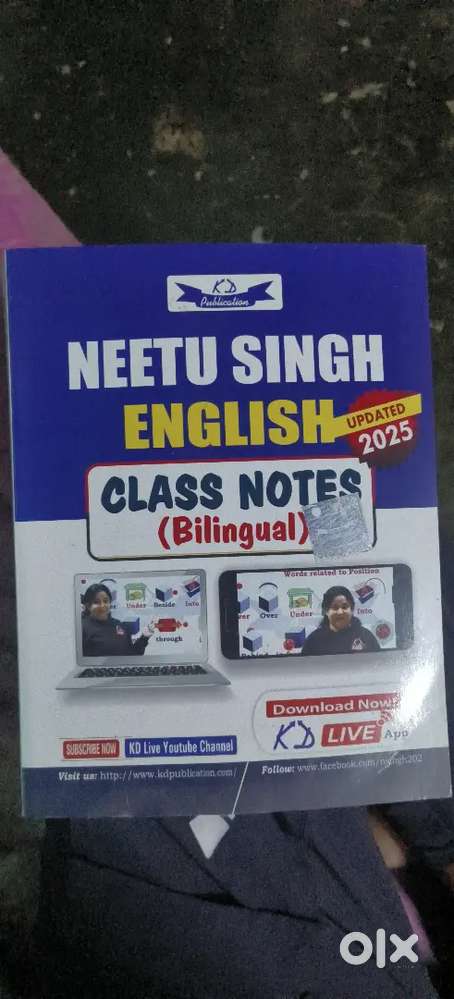 KD
Publication
NEETU SINGH
ENGLISH
UPDATED
2025
CLASS NOTES
(Bilingual)
Words related to Position
Under Beside Into
through
Over Under Into
Download Now
KD LIVE App
SUBSCRIBE NOW KD Live Youtube Channel
Visit us: http://www.kdpublication.com/ Follow: www.facebook.com/
olx